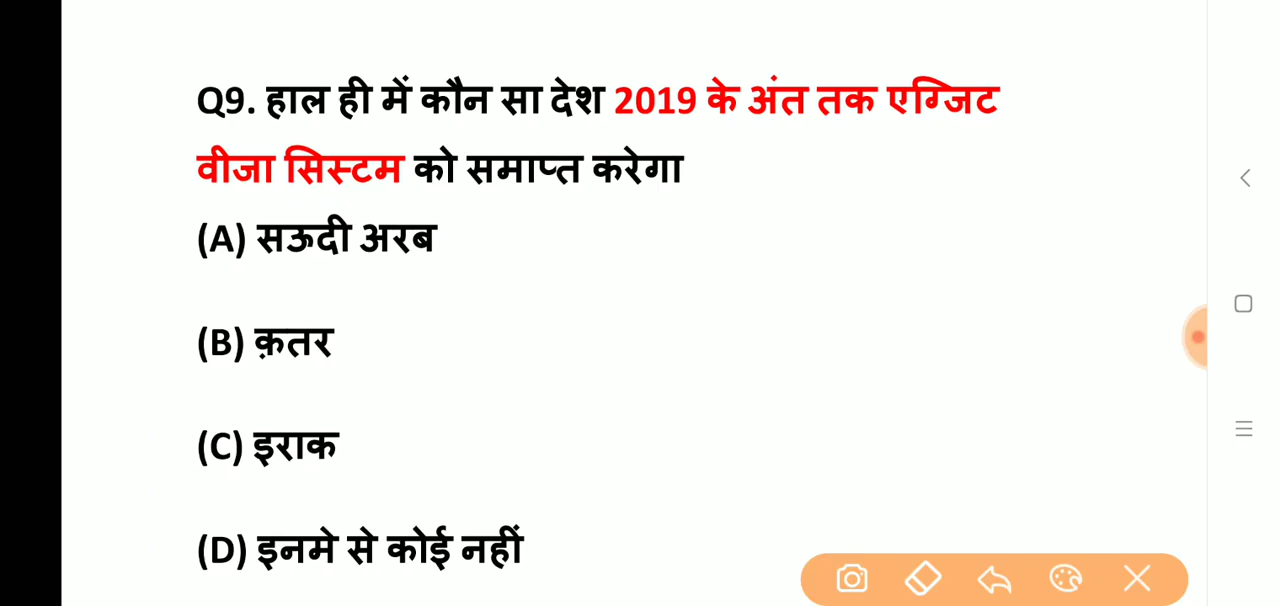 Q9. हाल ही में कौन सा देश 2019 के अंत तक एग्जिट
वीजा सिस्टम को समाप्त करेगा
(A) सऊदी अरब
(B) क़तर
(C) इराक
(D) इनमे से कोई नहीं